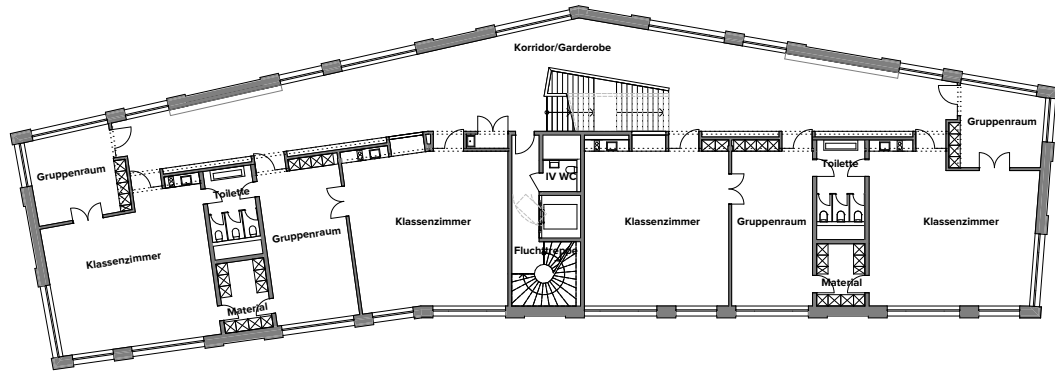 Korridor/Garderobe
Gruppenraum
Gruppenraum
Toilette
IV WC
Toilette
Klassenzimmer
Klassenzimmer
Gruppenraum
Klassenzimmer
Gruppenraum
Klassenzimmer
Fluchttreppe
Material
Material